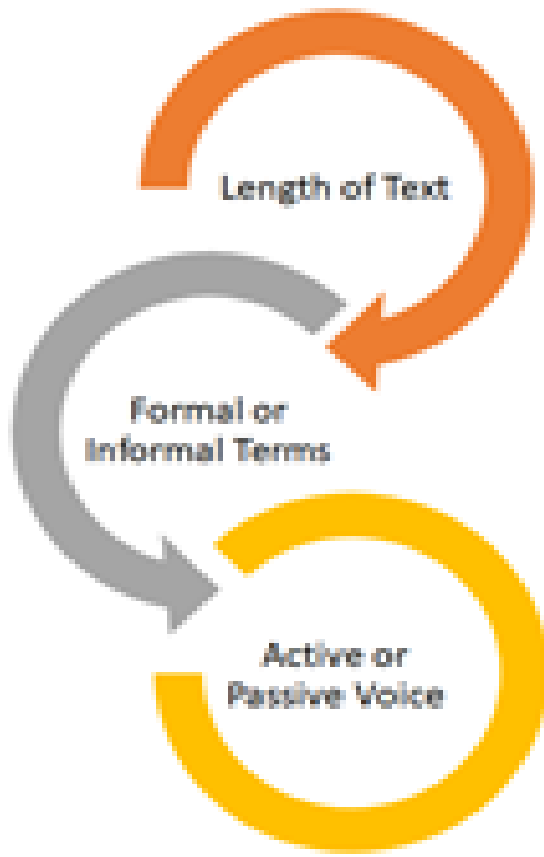 Length of Text
Formal or
Informal Terms
Active or
Passive Voice